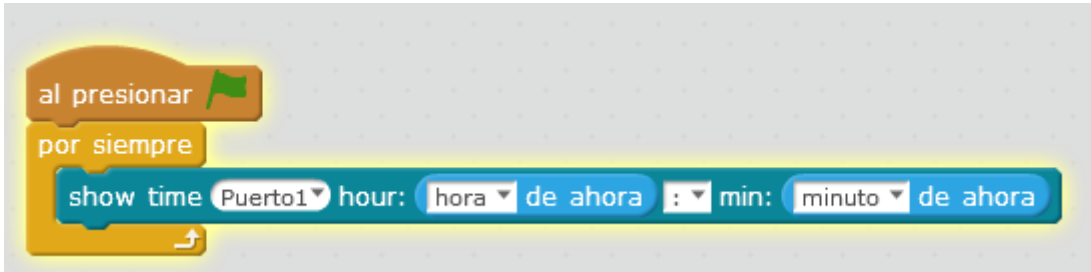 al presionar
por siempre
show time Puerto1 hour: hora de ahora : min: minuto de ahora